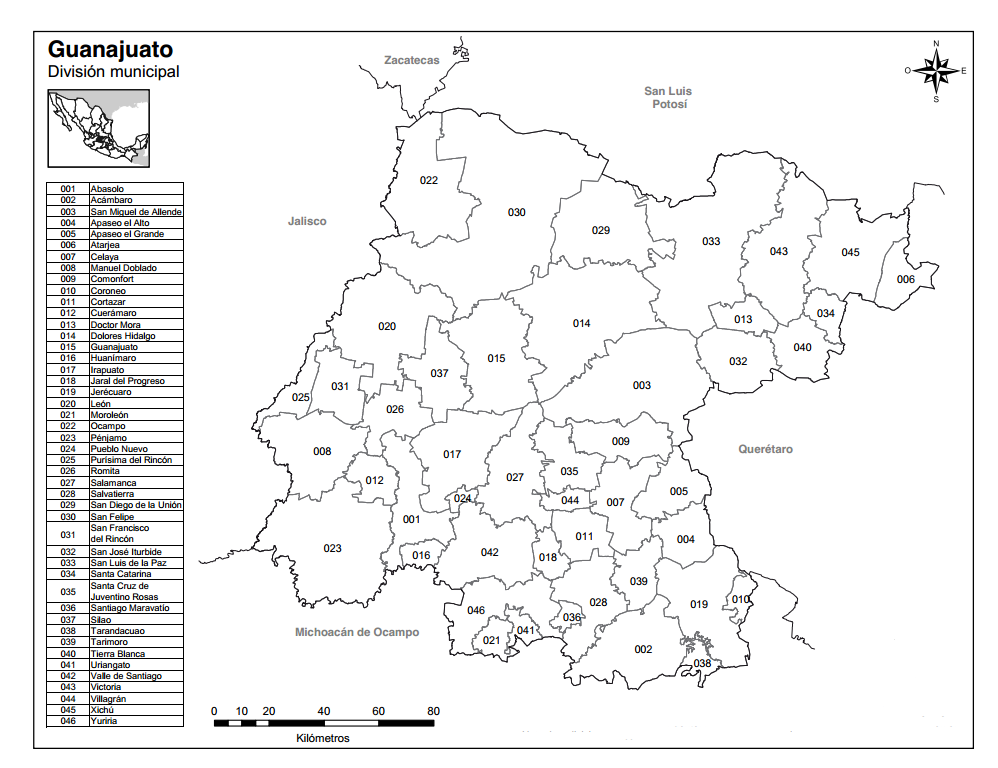 Guanajuato
División municipal
Zacatecas
San Luis
Potosí
N
O
E
S
Jalisco
Querétaro
Michoacán de Ocampo
001 Abasolo
002 Acámbaro
003 San Miguel de Allende
004 Apaseo el Alto
005 Apaseo el Grande
006 Atarjea
007 Celaya
008 Manuel Doblado
009 Comonfort
010 Coroneo
011 Cortazar
012 Cuerámaro
013 Doctor Mora
014 Dolores Hidalgo
015 Guanajuato
016 Huanímaro
017 Irapuato
018 Jaral del Progreso
019 Jerécuaro
020 León
021 Moroleón
022 Ocampo
023 Pénjamo
024 Pueblo Nuevo
025 Purísima del Rincón
026 Romita
027 Salamanca
028 Salvatierra
029 San Diego de la Unión
030 San Felipe
031 San Francisco
del Rincón
032 San José Iturbide
033 San Luis de la Paz
034 Santa Catarina
035 Santa Cruz de
Juventino Rosas
036 Santiago Maravatío
037 Silao
038 Tarandacuao
039 Tarimoro
040 Tierra Blanca
041 Uriangato
042 Valle de Santiago
043 Victoria
044 Villagrán
045 Xichú
046 Yuriria
022
030
029
033
043
045
006
034
013
040
032
014
020
015
037
003
031
025
026
008
009
017
012
035
027
005
024
044
007
001
011
004
023
016
042
018
039
010
028
019
046
036
041
021
002
038
0 10 20 40 60 80
Kilómetros